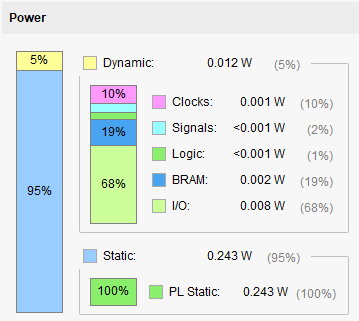 Power
5%
95%
Dynamic: 0.012 W (5%)
10%
19%
68%
Clocks: 0.001 W (10%)
Signals: <0.001 W (2%)
Logic: <0.001 W (1%)
BRAM: 0.002 W (19%)
I/O: 0.008 W (68%)
Static: 0.243 W (95%)
100%
PL Static: 0.243 W (100%)